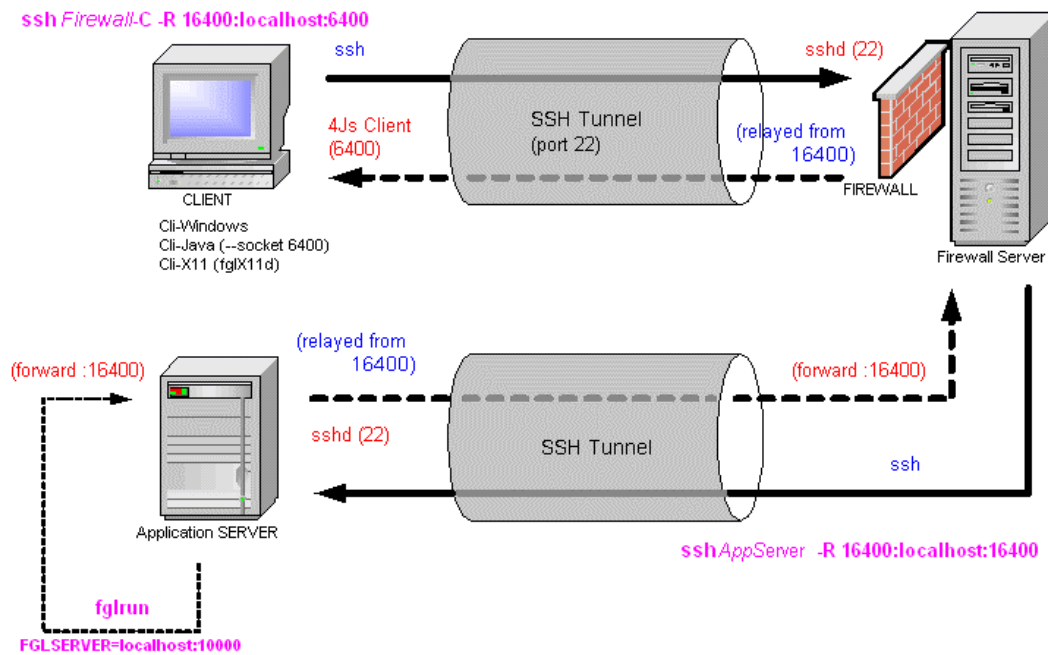 ssh Firewall-C -R 16400:localhost:6400
ssh
sshd (22)
4Js Client
(6400)
SSH Tunnel
(port 22)
(relayed from
16400)
CLIENT
FIREWALL
Cli-Windows
Cli-Java (--socket 6400)
Cli-X11 (fglX11d)
Firewall Server
(forward :16400)
(relayed from
16400)
(forward :16400)
sshd (22)
SSH Tunnel
ssh
Application SERVER
ssh AppServer -R 16400:localhost:16400
fglrun
FGLSERVER=localhost:10000